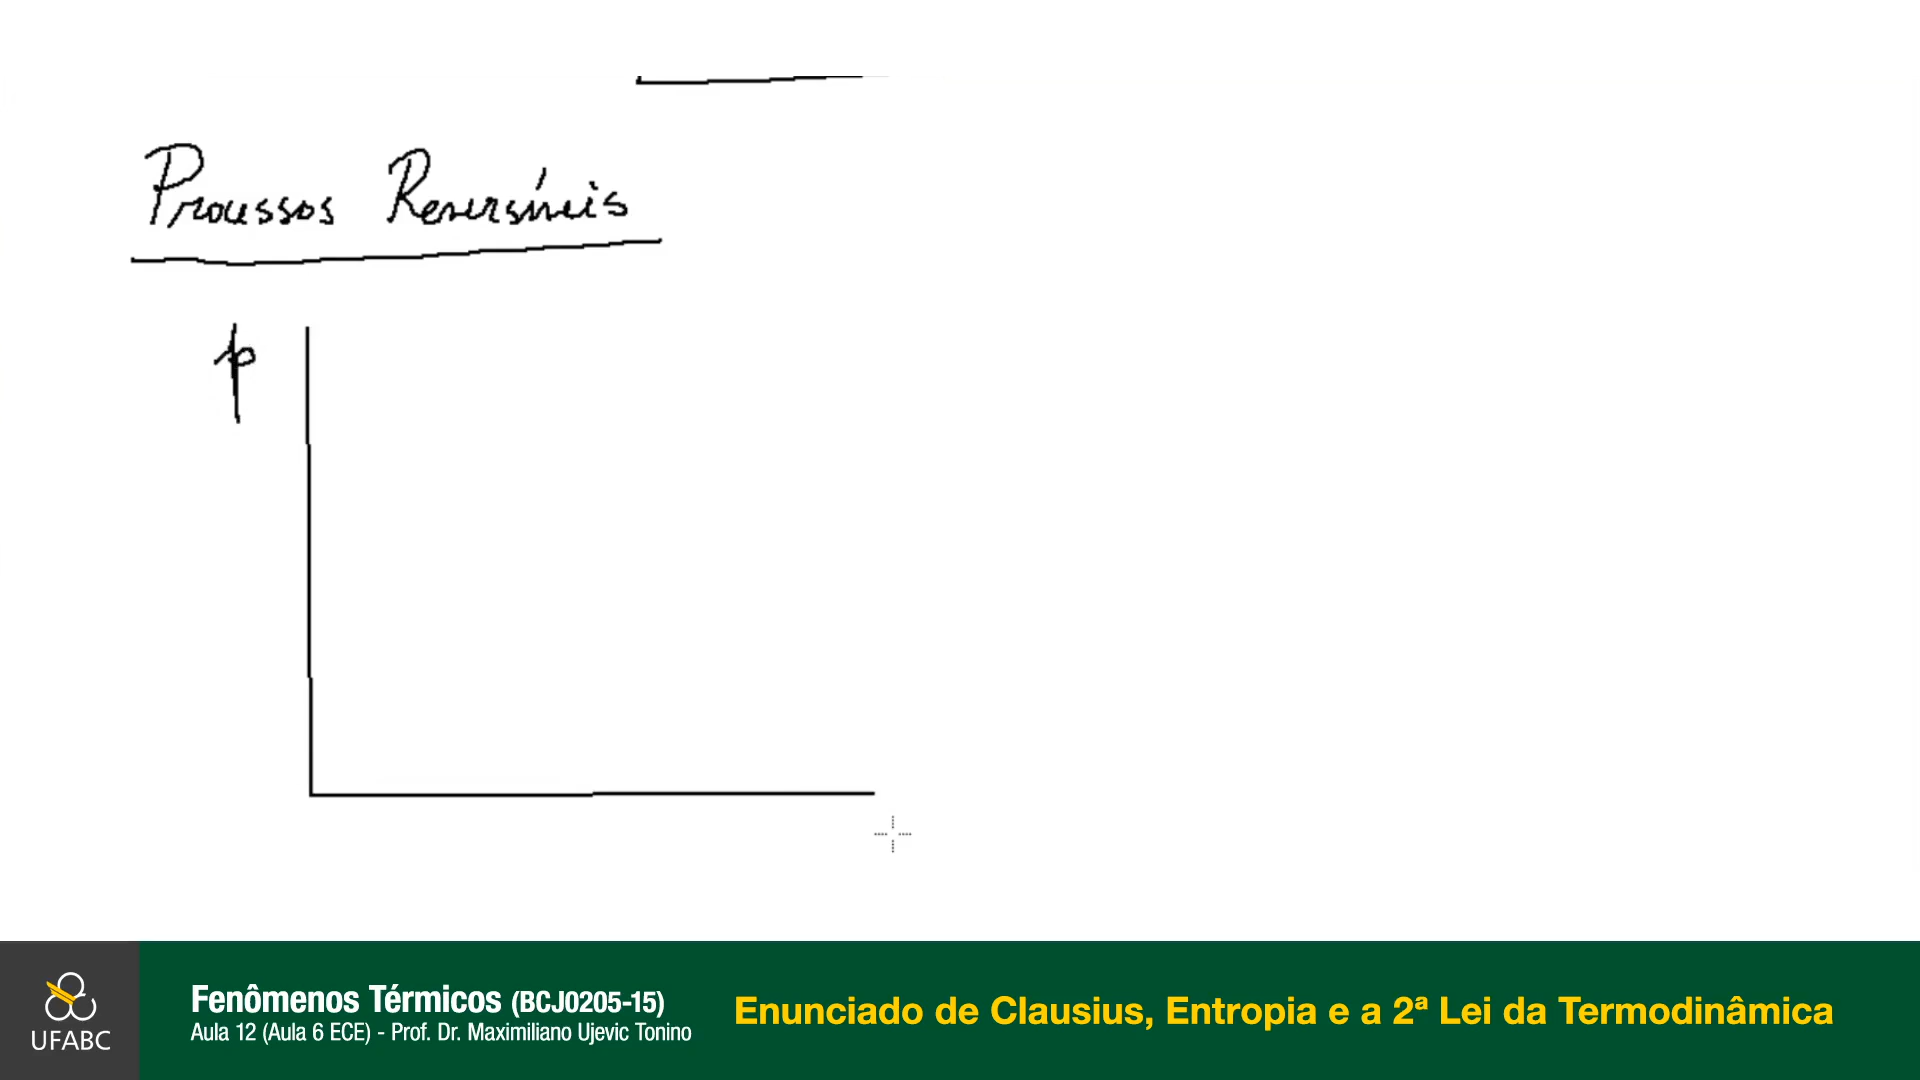 Processos Reversíveis
p
UFABC
Fenômenos Térmicos (BCJ0205-15)
Aula 12 (Aula 6 ECE) - Prof. Dr. Maximiliano Ujevic Tonino
Enunciado de Clausius, Entropia e a 2ª Lei da Termodinâmica